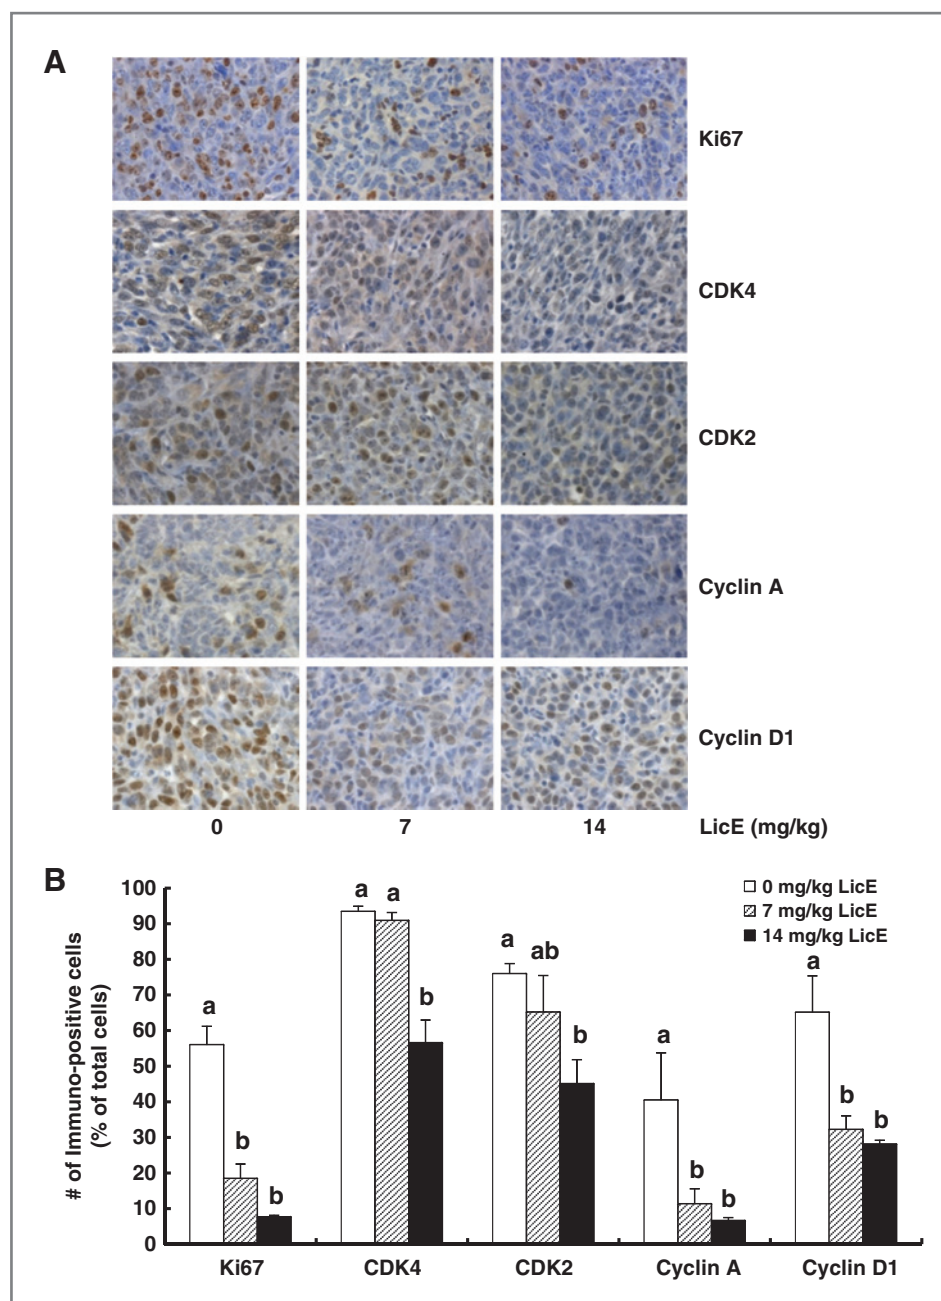 A
Ki67
CDK4
CDK2
Cyclin A
Cyclin D1
0 7 14 LicE (mg/kg)
B
# of Immuno-positive cells
(% of total cells)
100
90
80
70
60
50
40
30
20
10
0
0 mg/kg LicE
7 mg/kg LicE
14 mg/kg LicE
a b b
a a b
a ab b
a b b
a b b
Ki67 CDK4 CDK2 Cyclin A Cyclin D1